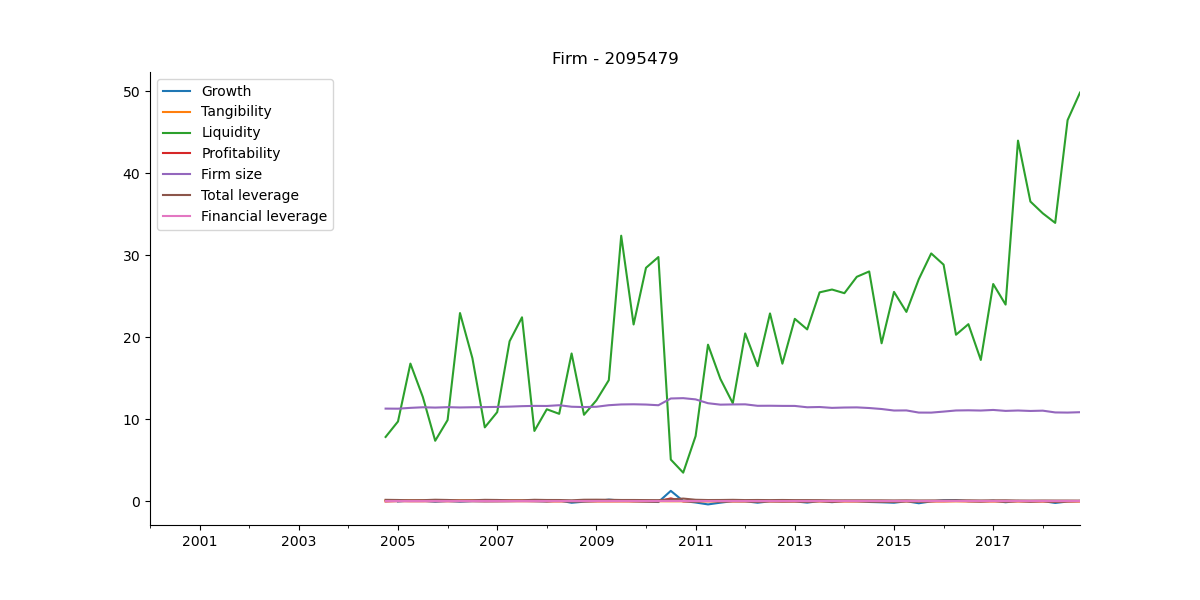 Firm - 2095479
50
40
30
20
10
0
Growth
Tangibility
Liquidity
Profitability
Firm size
Total leverage
Financial leverage
2001 2003 2005 2007 2009 2011 2013 2015 2017